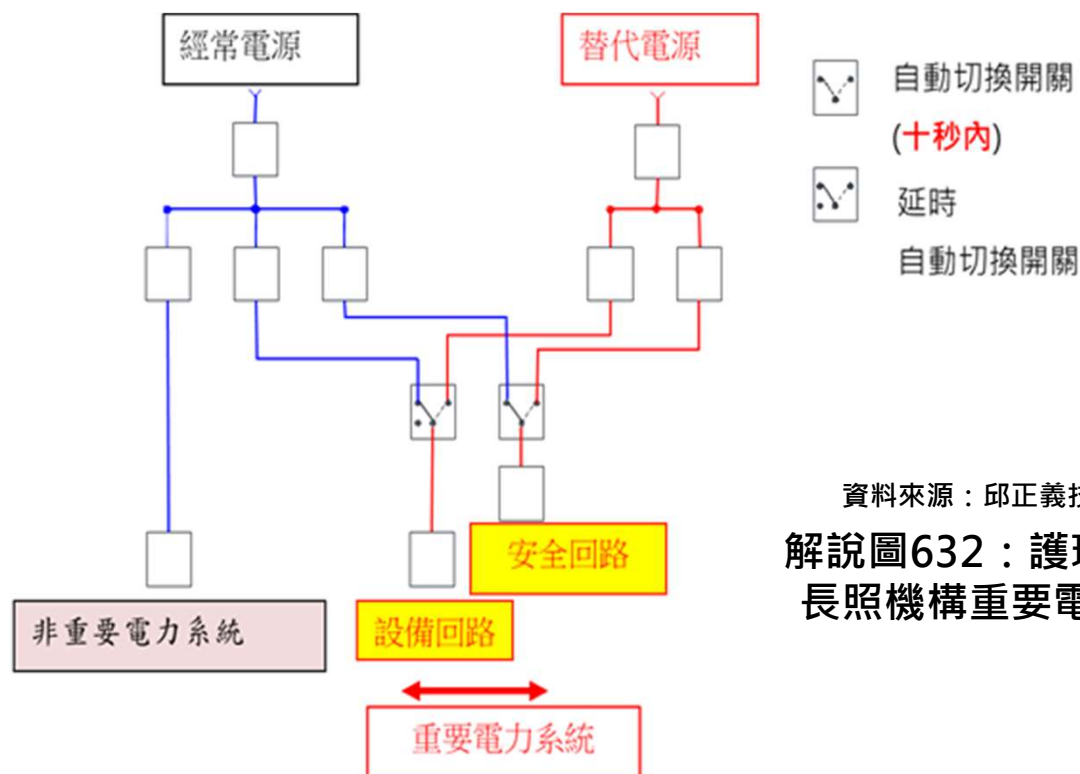 經常電源
替代電源
自動切換開關
(十秒內)
延時
自動切換開關
資料來源：邱正義
解說圖632：護
長照機構重要電
安全回路
非重要電力系統
設備回路
重要電力系統